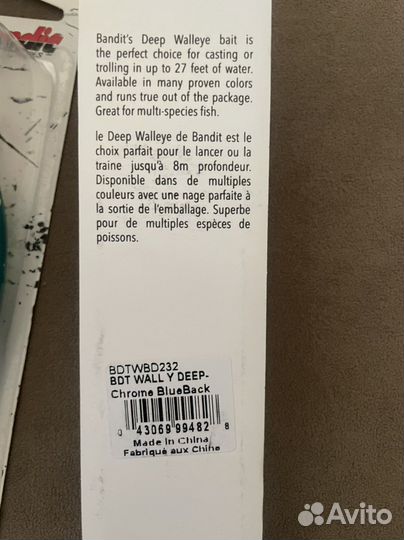 Bandit's Deep Walleye bait is
the perfect choice for casting or
trolling in up to 27 feet of water.
Available in many proven colors
and runs true out of the package.
Great for multi-species fish.
le Deep Walleye de Bandit est le
choix parfait pour le lancer ou la
traine jusqu'à 8m profondeur.
Disponible dans de multiples
couleurs avec une nage parfaite à
la sortie de l'emballage. Superbe
pour de multiples espèces de
poissons.
BDTWBD232
BDT WALL Y DEEP-
Chrome BlueBack
0 43069 99482 8
Made in China
Fabriqué aux Chine
Avito